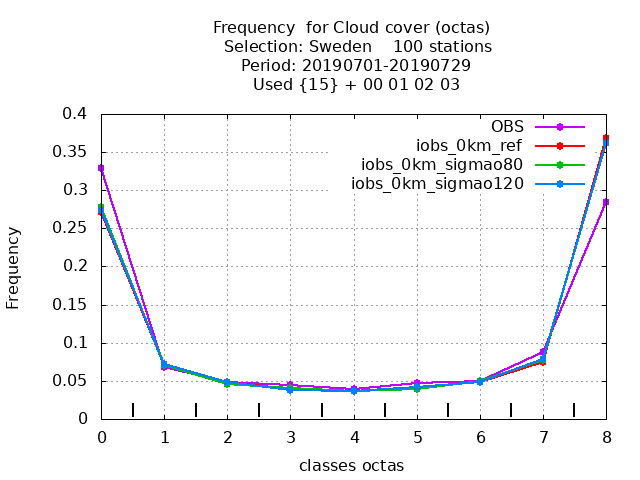 Frequency  for Cloud cover (octas)
Selection: Sweden    100 stations
Period: 20190701-20190729
Used {15} + 00 01 02 03
OBS
iobs_0km_ref
iobs_0km_sigmao80
iobs_0km_sigmao120
0.4
0.35
0.3
0.25
0.2
0.15
0.1
0.05
0
Frequency
0 1 2 3 4 5 6 7 8
classes octas